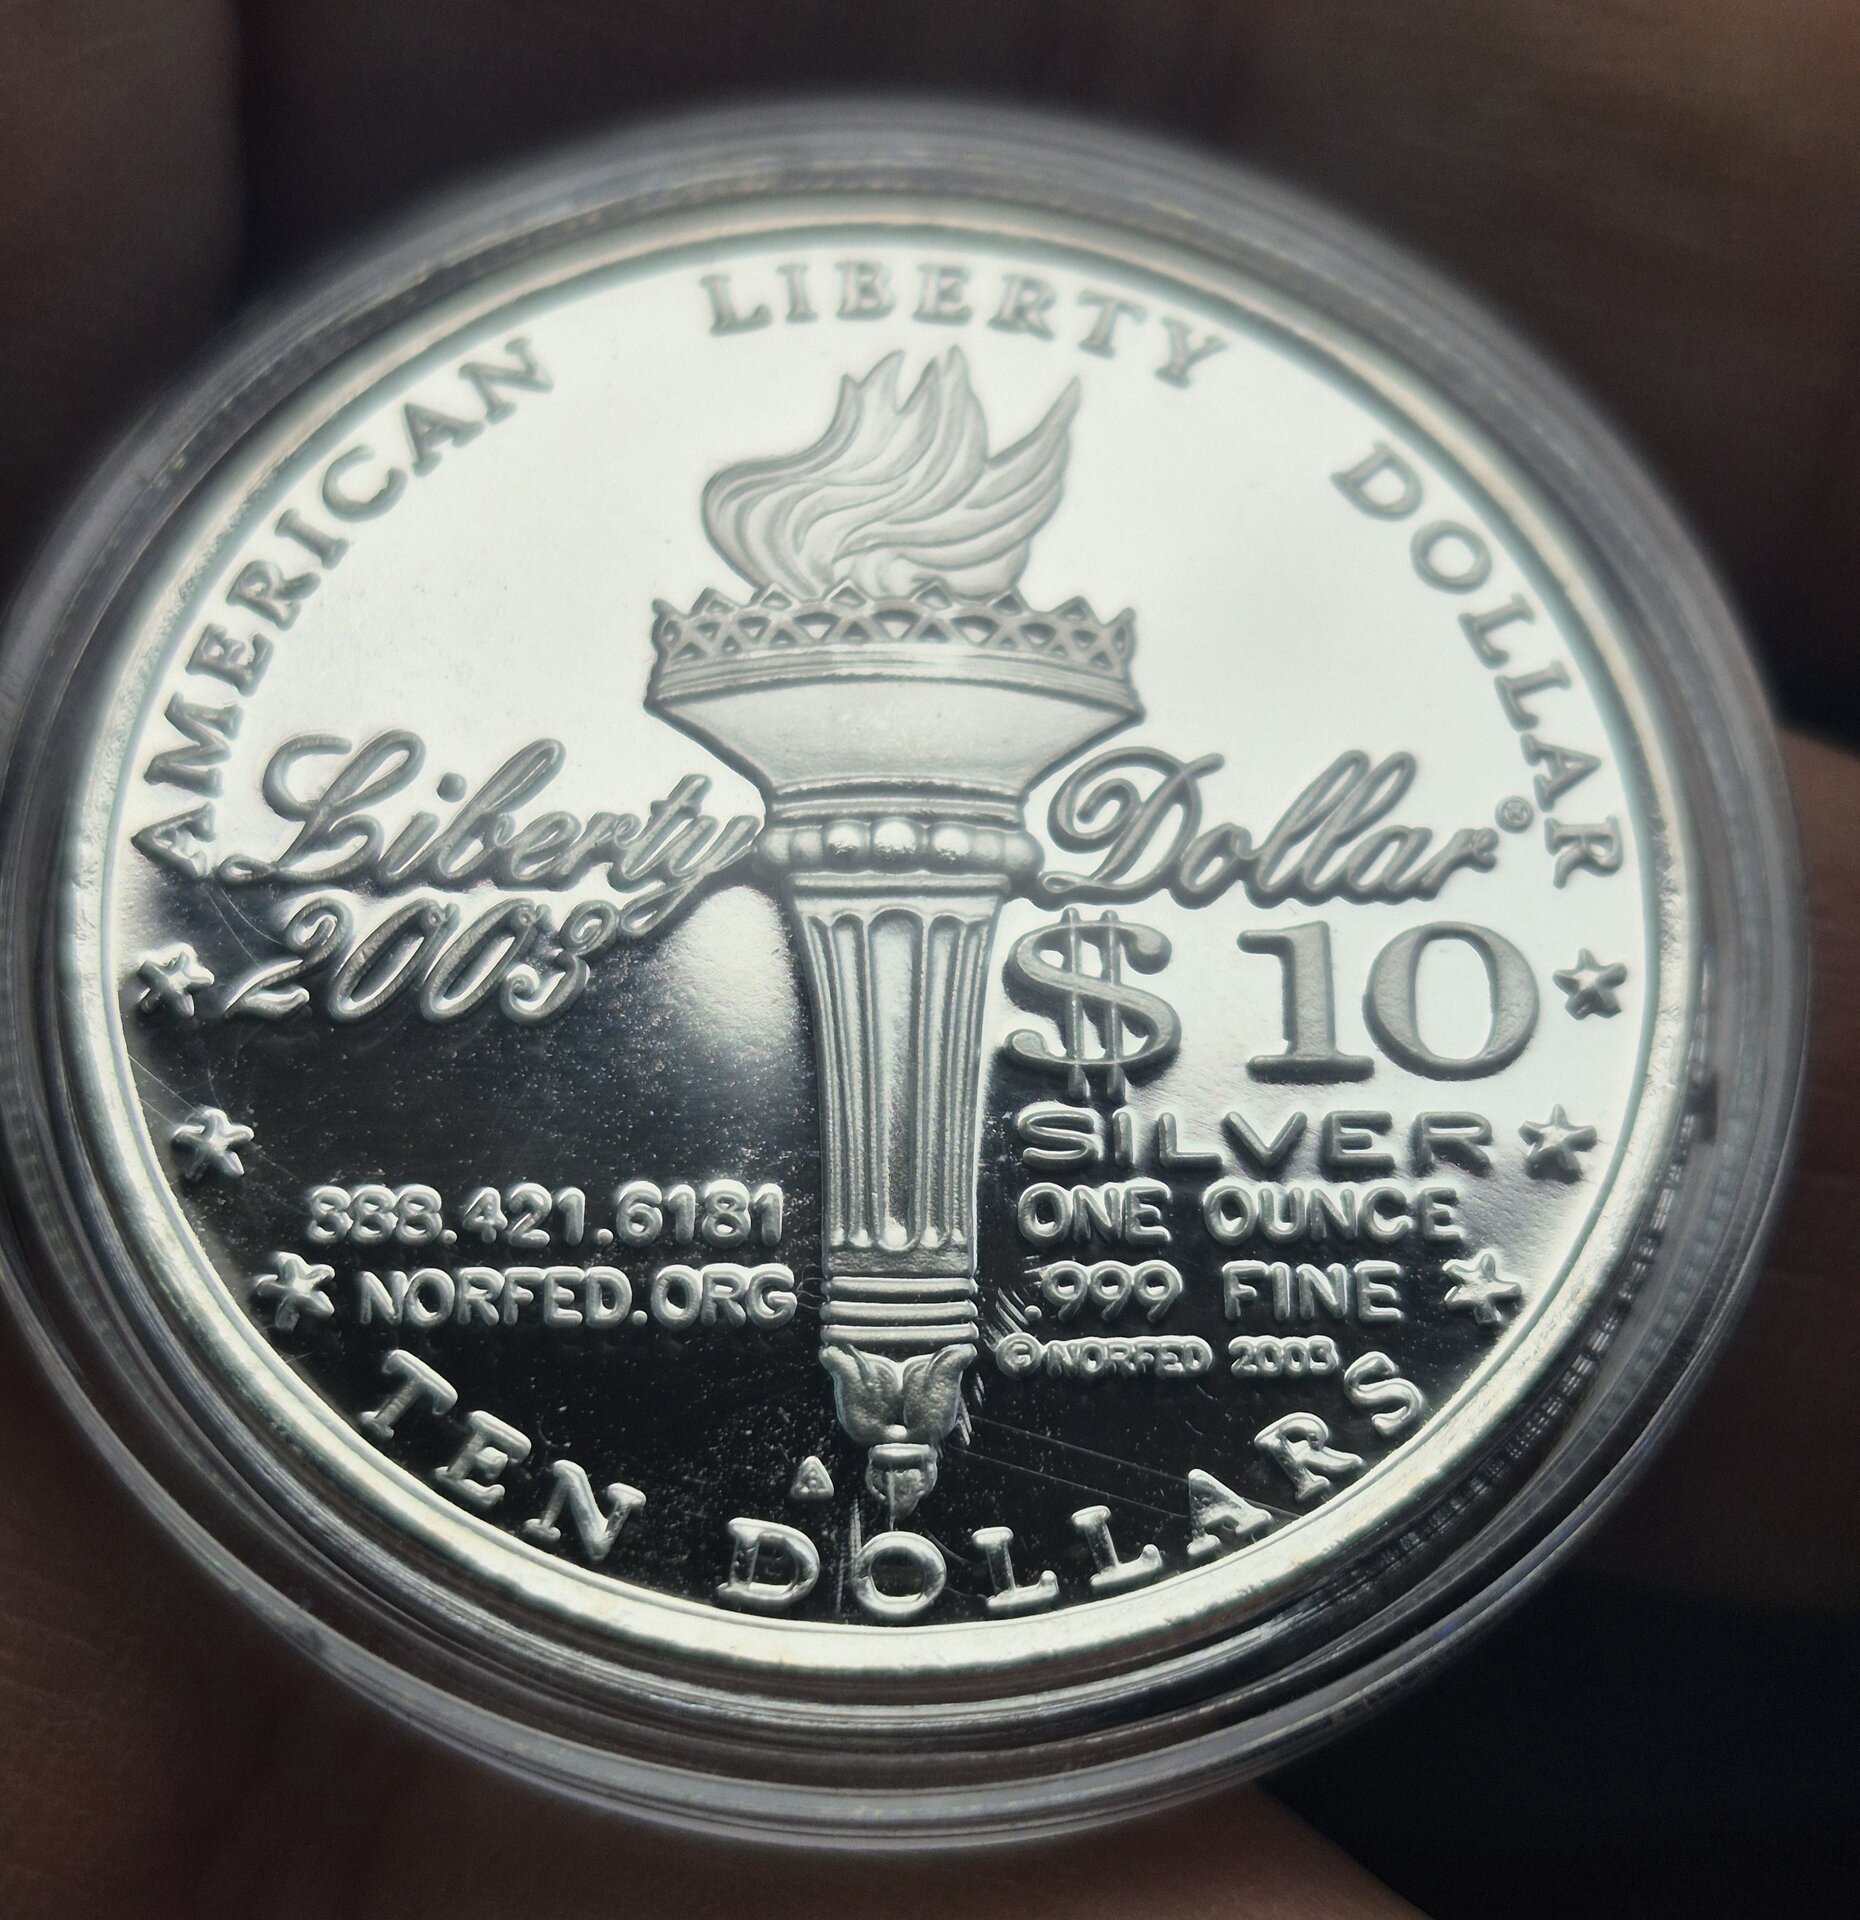 AMERICAN LIBERTY DOLLAR
Liberty Dollar®
2003
$10
SILVER
888.421.6181
ONE OUNCE
NORFED.ORG
.999 FINE
©NORFED 2003
TEN DOLLARS